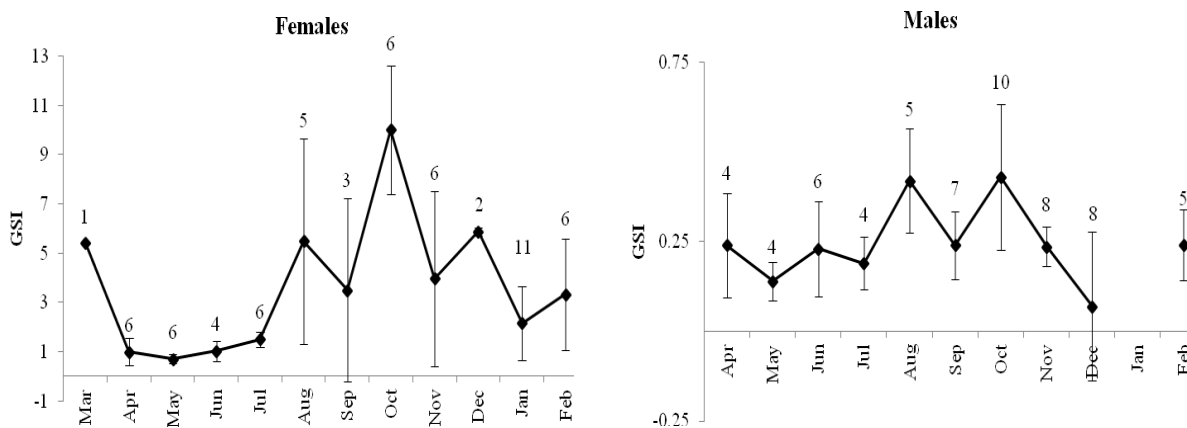 Females
13
11
9
7
5
3
1
-1
GSI
1
6
6
4
6
5
3
6
6
2
11
6
Mar
Apr
May
Jun
Jul
Aug
Sep
Oct
Nov
Dec
Jan
Feb
Males
0.75
0.25
-0.25
GSI
4
4
6
4
5
7
10
8
8
5
Apr
May
Jun
Jul
Aug
Sep
Oct
Nov
Dec
Jan
Feb